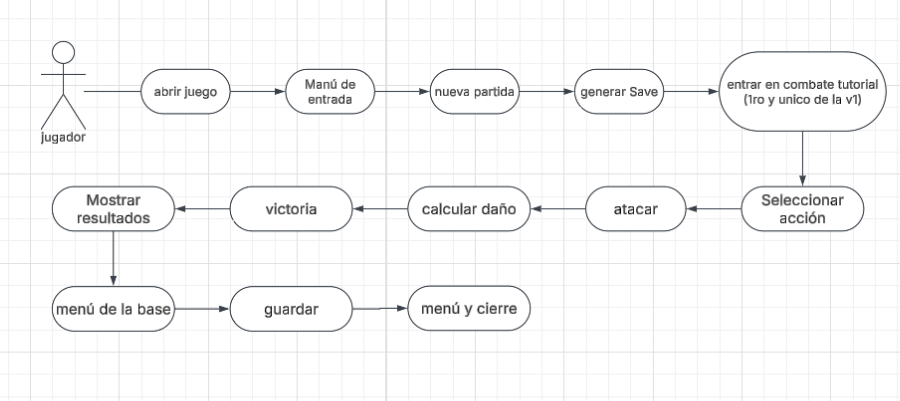 jugador
abrir juego
Manú de
entrada
nueva partida
generar Save
entrar en combate tutorial
(1ro y unico de la v1)
Seleccionar
acción
atacar
calcular daño
victoria
Mostrar
resultados
menú de la base
guardar
menú y cierre